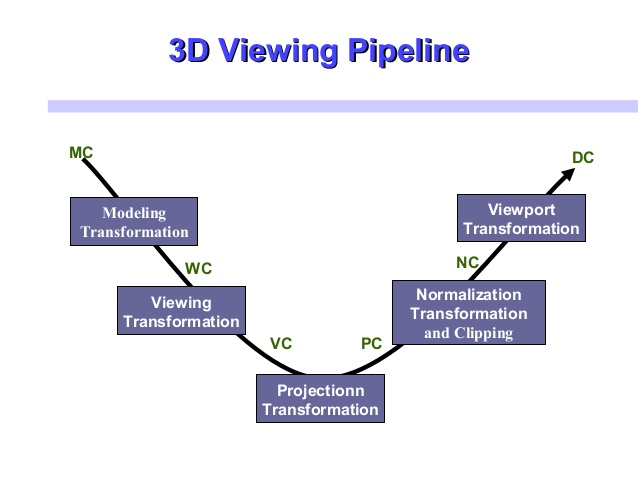 3D Viewing Pipeline
MC
DC
Modeling
Transformation
Viewport
Transformation
WC
NC
Viewing
Transformation
Normalization
Transformation
and Clipping
VC
PC
Projectionn
Transformation